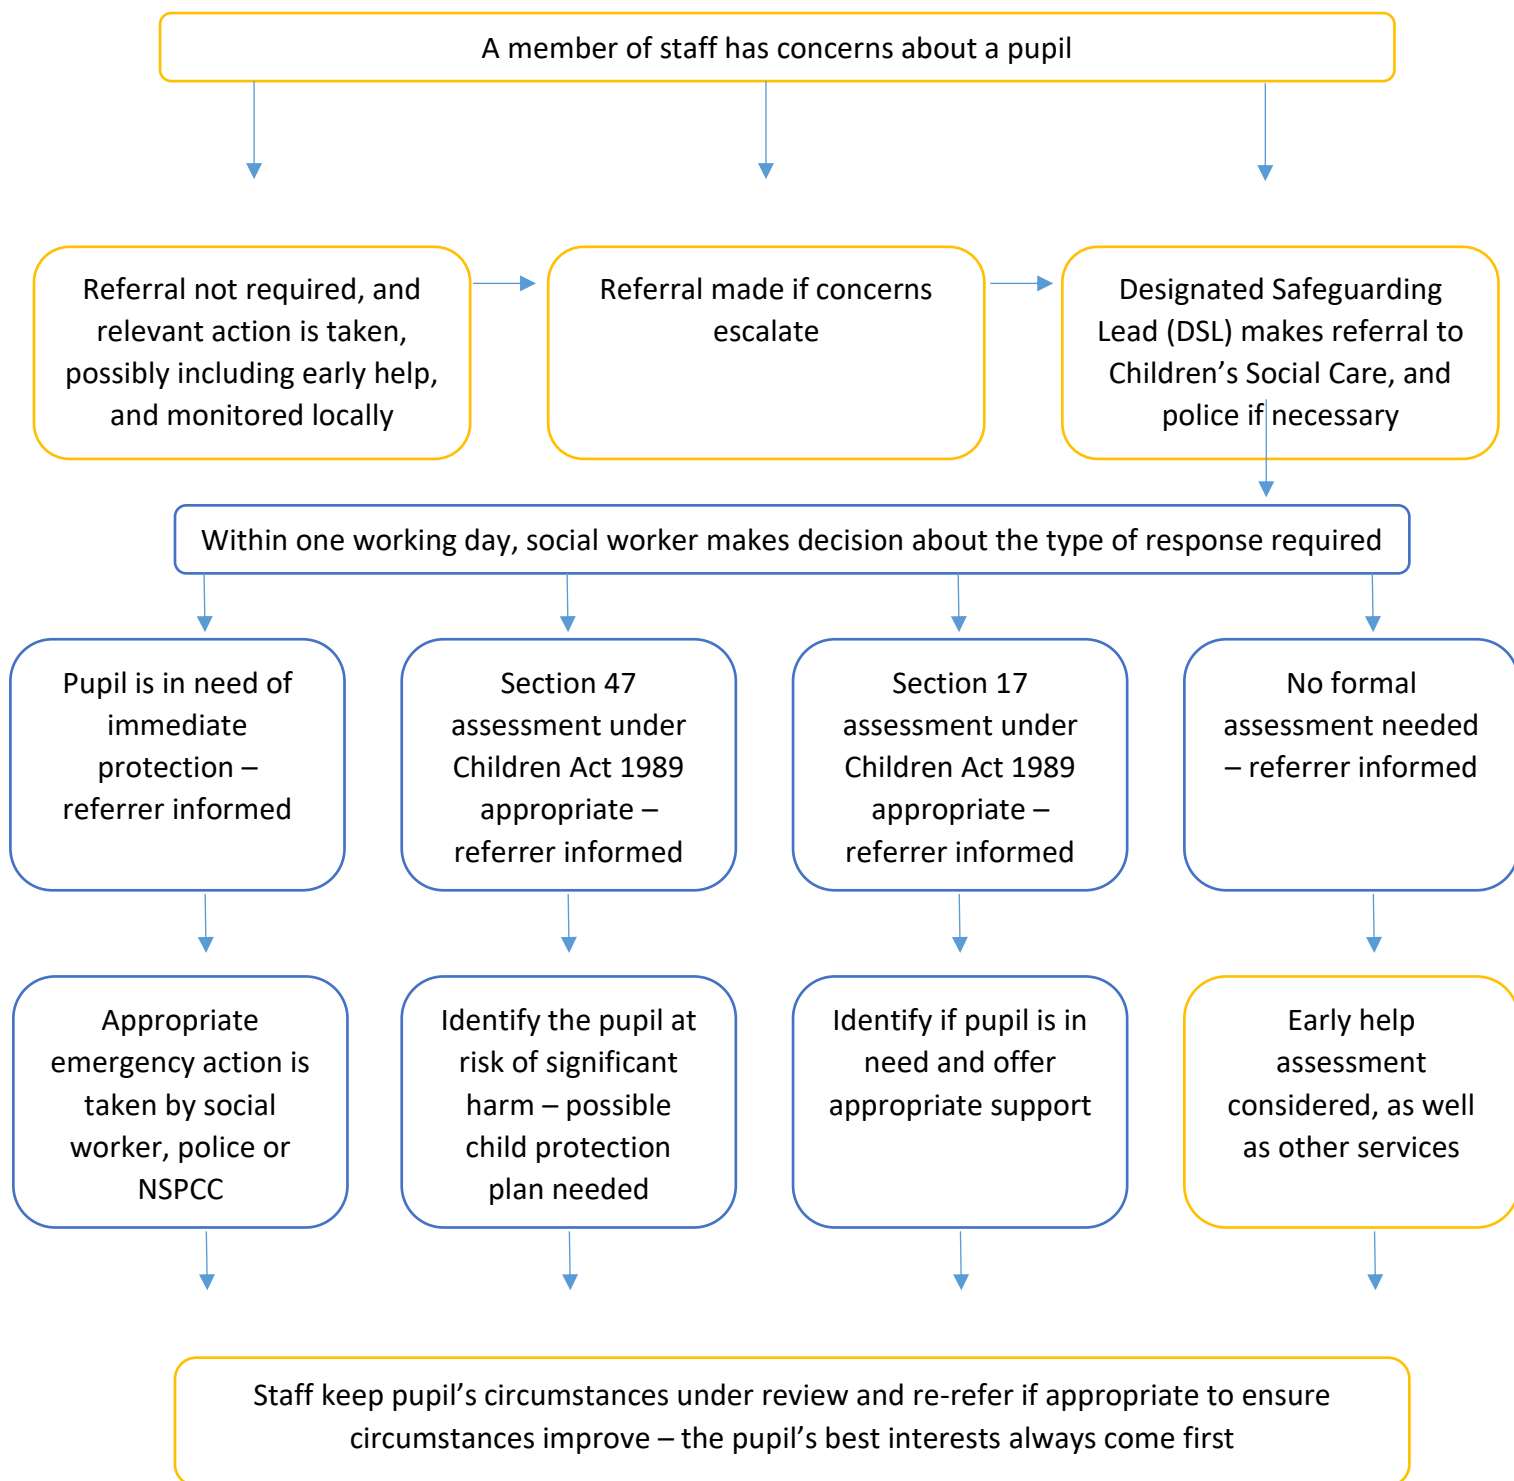 A member of staff has concerns about a pupil
Referral not required, and
relevant action is taken,
possibly including early help,
and monitored locally
Referral made if concerns
escalate
Designated Safeguarding
Lead (DSL) makes referral to
Children’s Social Care, and
police if necessary
Within one working day, social worker makes decision about the type of response required
Pupil is in need of
immediate
protection –
referrer informed
Section 47
assessment under
Children Act 1989
appropriate –
referrer informed
Section 17
assessment under
Children Act 1989
appropriate –
referrer informed
No formal
assessment needed
– referrer informed
Appropriate
emergency action is
taken by social
worker, police or
NSPCC
Identify the pupil at
risk of significant
harm – possible
child protection
plan needed
Identify if pupil is in
need and offer
appropriate support
Early help
assessment
considered, as well
as other services
Staff keep pupil’s circumstances under review and re-refer if appropriate to ensure
circumstances improve – the pupil’s best interests always come first